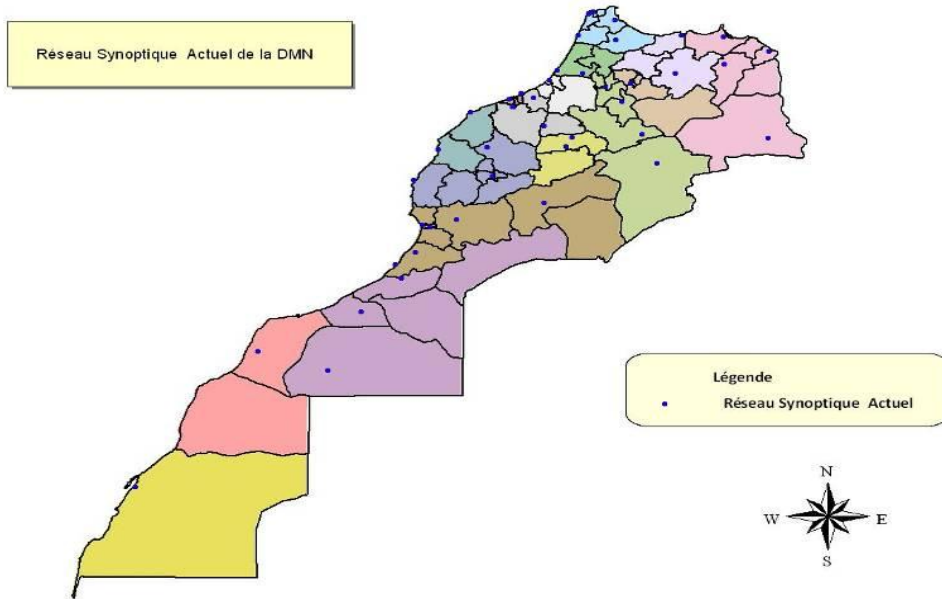 Réseau Synoptique Actuel de la DMN
Légende
Réseau Synoptique Actuel
N
W E
S